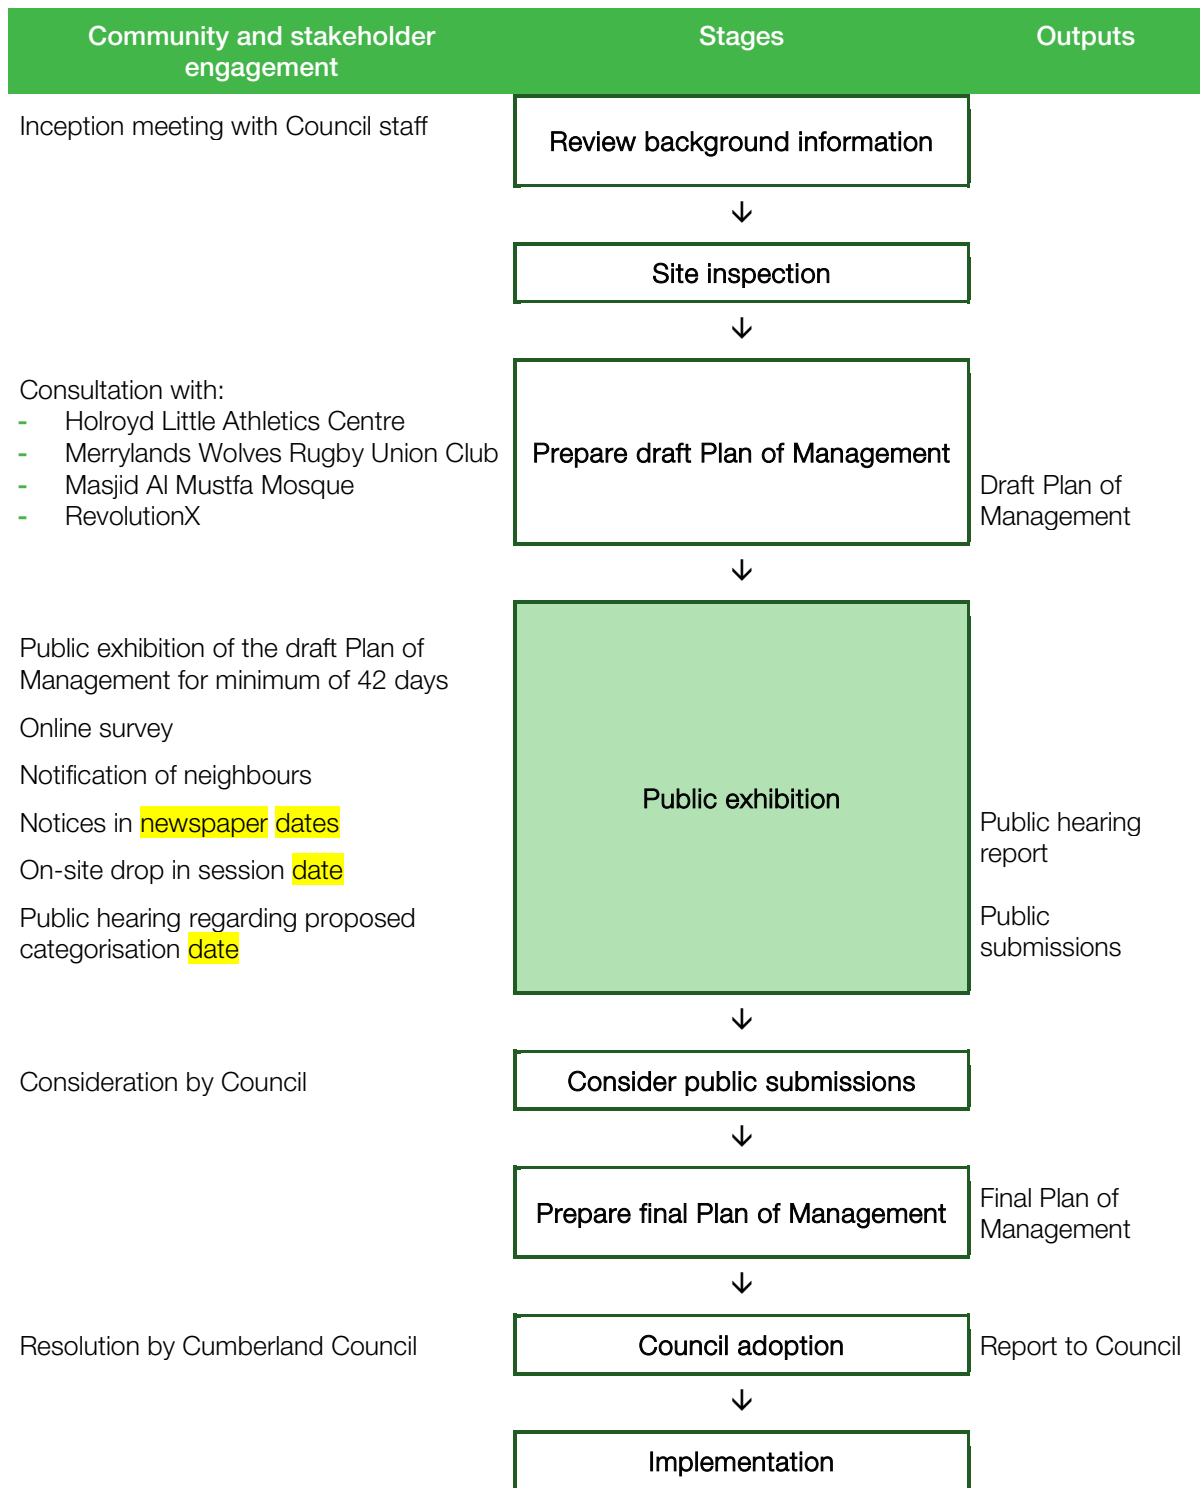 Community and stakeholder
engagement
Stages
Outputs
Inception meeting with Council staff
Review background information
↓
Site inspection
↓
Consultation with:
- Holroyd Little Athletics Centre
- Merrylands Wolves Rugby Union Club
- Masjid Al Mustfa Mosque
- RevolutionX
Prepare draft Plan of Management
Draft Plan of
Management
↓
Public exhibition of the draft Plan of
Management for minimum of 42 days
Online survey
Notification of neighbours
Notices in newspaper dates
On-site drop in session date
Public hearing regarding proposed
categorisation date
Public exhibition
Public hearing
report
Public
submissions
↓
Consideration by Council
Consider public submissions
↓
Prepare final Plan of Management
Final Plan of
Management
↓
Resolution by Cumberland Council
Council adoption
Report to Council
↓
Implementation